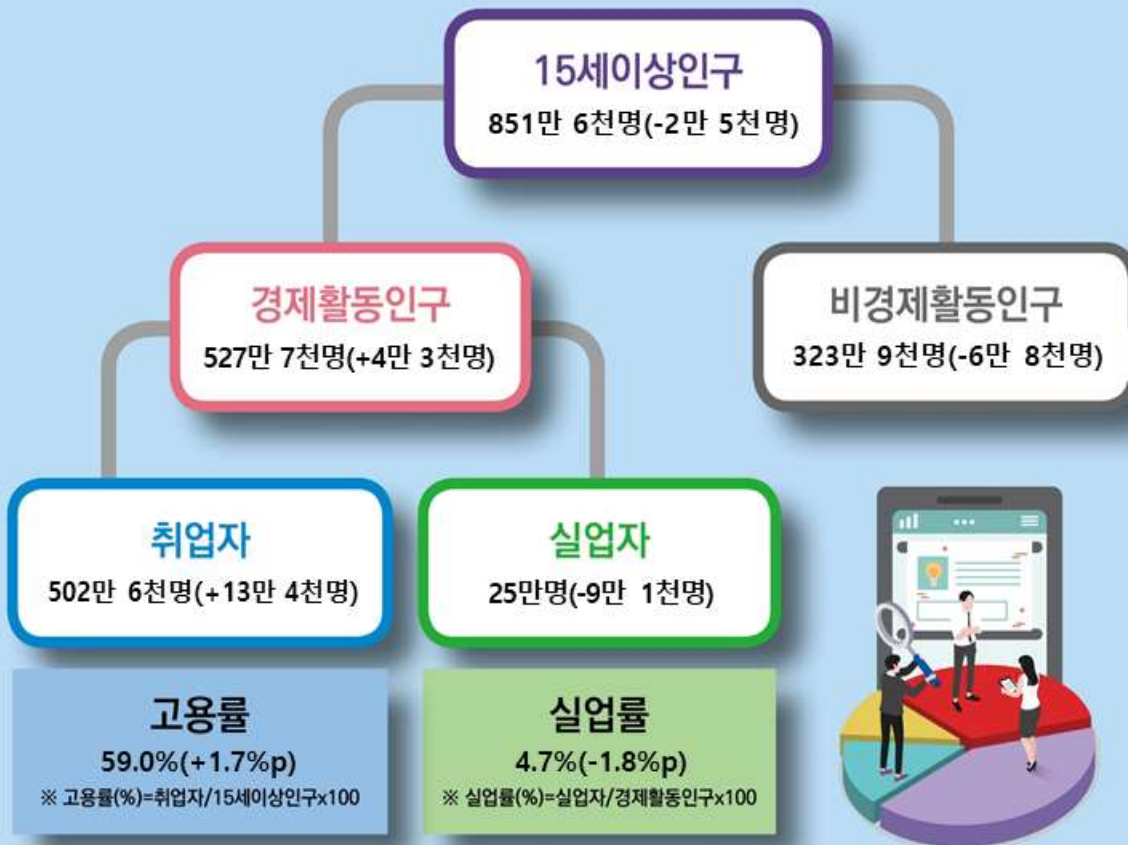 15세이상인구
851만 6천명(-2만 5천명)
경제활동인구
527만 7천명(+4만 3천명)
비경제활동인구
323만 9천명(-6만 8천명)
취업자
502만 6천명(+13만 4천명)
실업자
25만명(-9만 1천명)
고용률
59.0%(+1.7%p)
※ 고용률(%)=취업자/15세이상인구x100
실업률
4.7%(-1.8%p)
※ 실업률(%)=실업자/경제활동인구x100